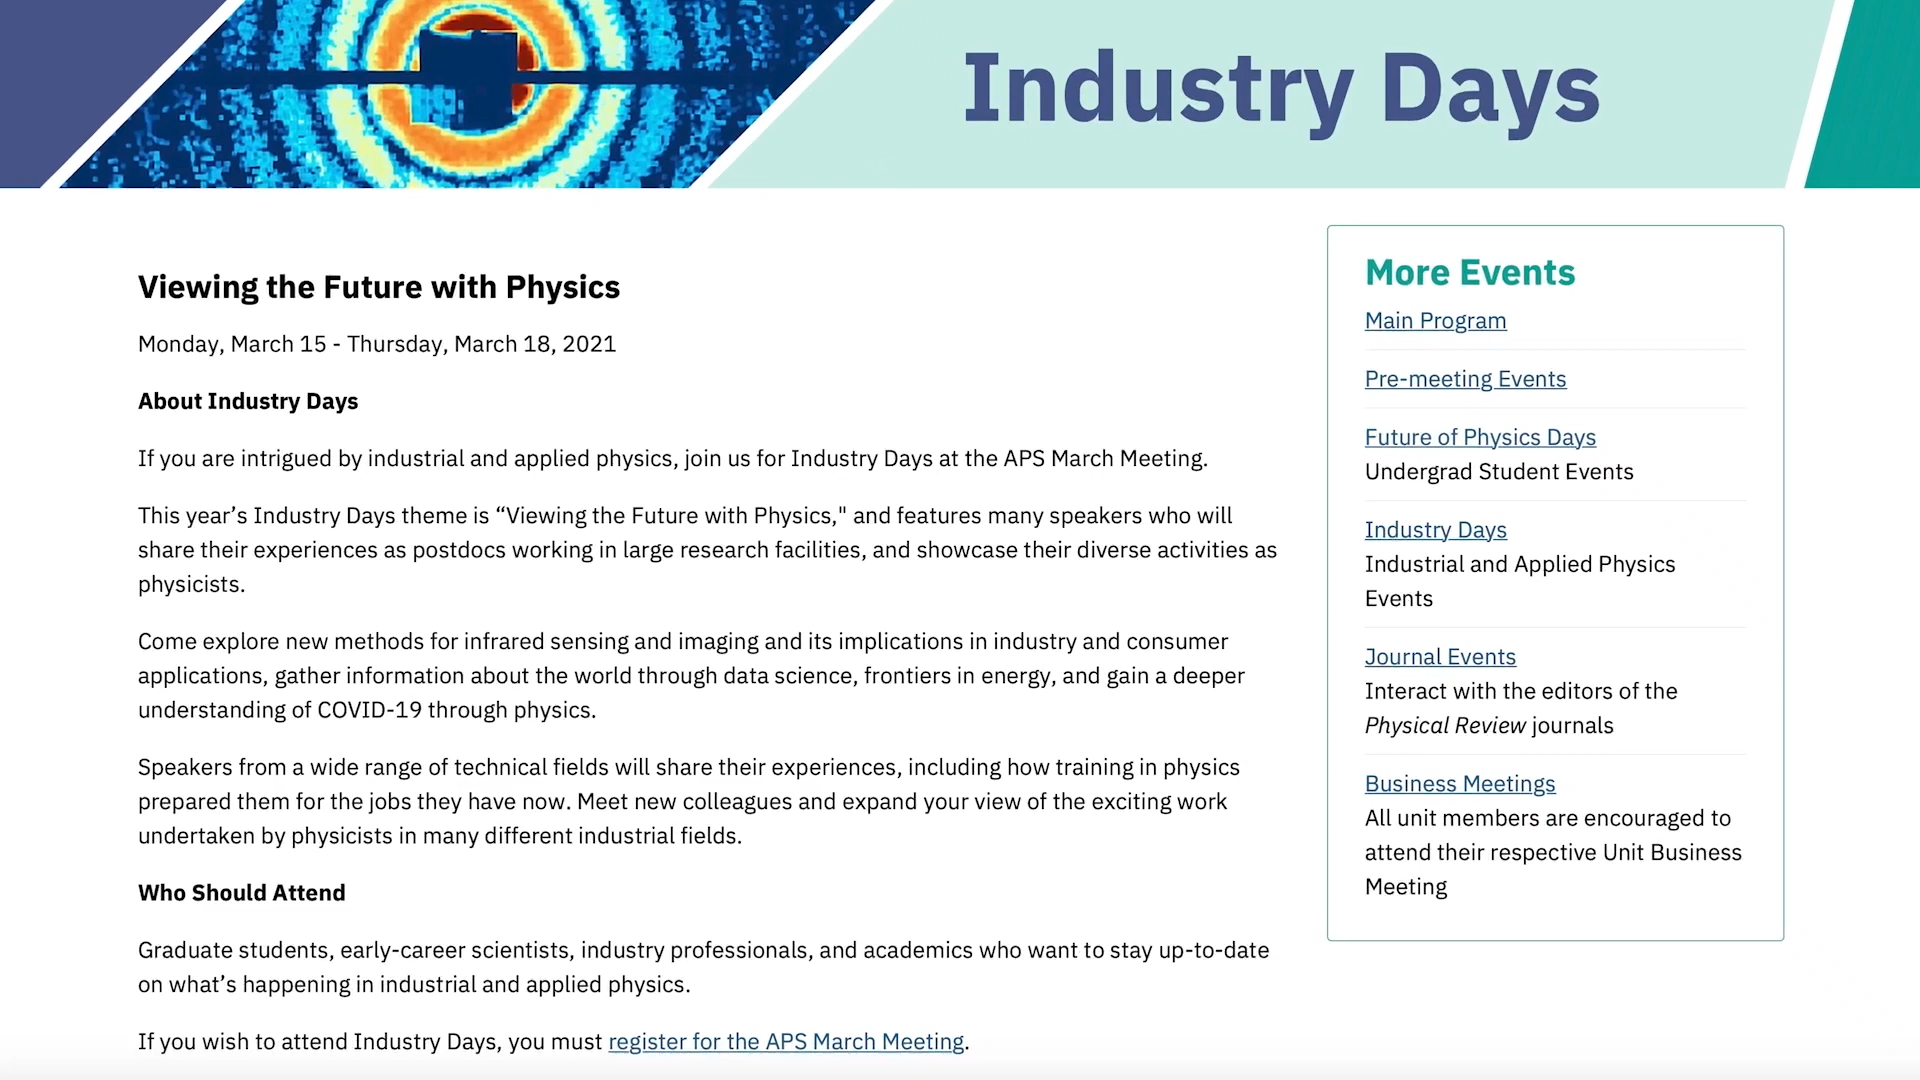 Industry Days
Viewing the Future with Physics
Monday, March 15 - Thursday, March 18, 2021
About Industry Days
If you are intrigued by industrial and applied physics, join us for Industry Days at the APS March Meeting.
This year’s Industry Days theme is “Viewing the Future with Physics," and features many speakers who will
share their experiences as postdocs working in large research facilities, and showcase their diverse activities as
physicists.
Come explore new methods for infrared sensing and imaging and its implications in industry and consumer
applications, gather information about the world through data science, frontiers in energy, and gain a deeper
understanding of COVID-19 through physics.
Speakers from a wide range of technical fields will share their experiences, including how training in physics
prepared them for the jobs they have now. Meet new colleagues and expand your view of the exciting work
undertaken by physicists in many different industrial fields.
Who Should Attend
Graduate students, early-career scientists, industry professionals, and academics who want to stay up-to-date
on what’s happening in industrial and applied physics.
If you wish to attend Industry Days, you must register for the APS March Meeting.
More Events
Main Program
Pre-meeting Events
Future of Physics Days
Undergrad Student Events
Industry Days
Industrial and Applied Physics
Events
Journal Events
Interact with the editors of the
Physical Review journals
Business Meetings
All unit members are encouraged to
attend their respective Unit Business
Meeting